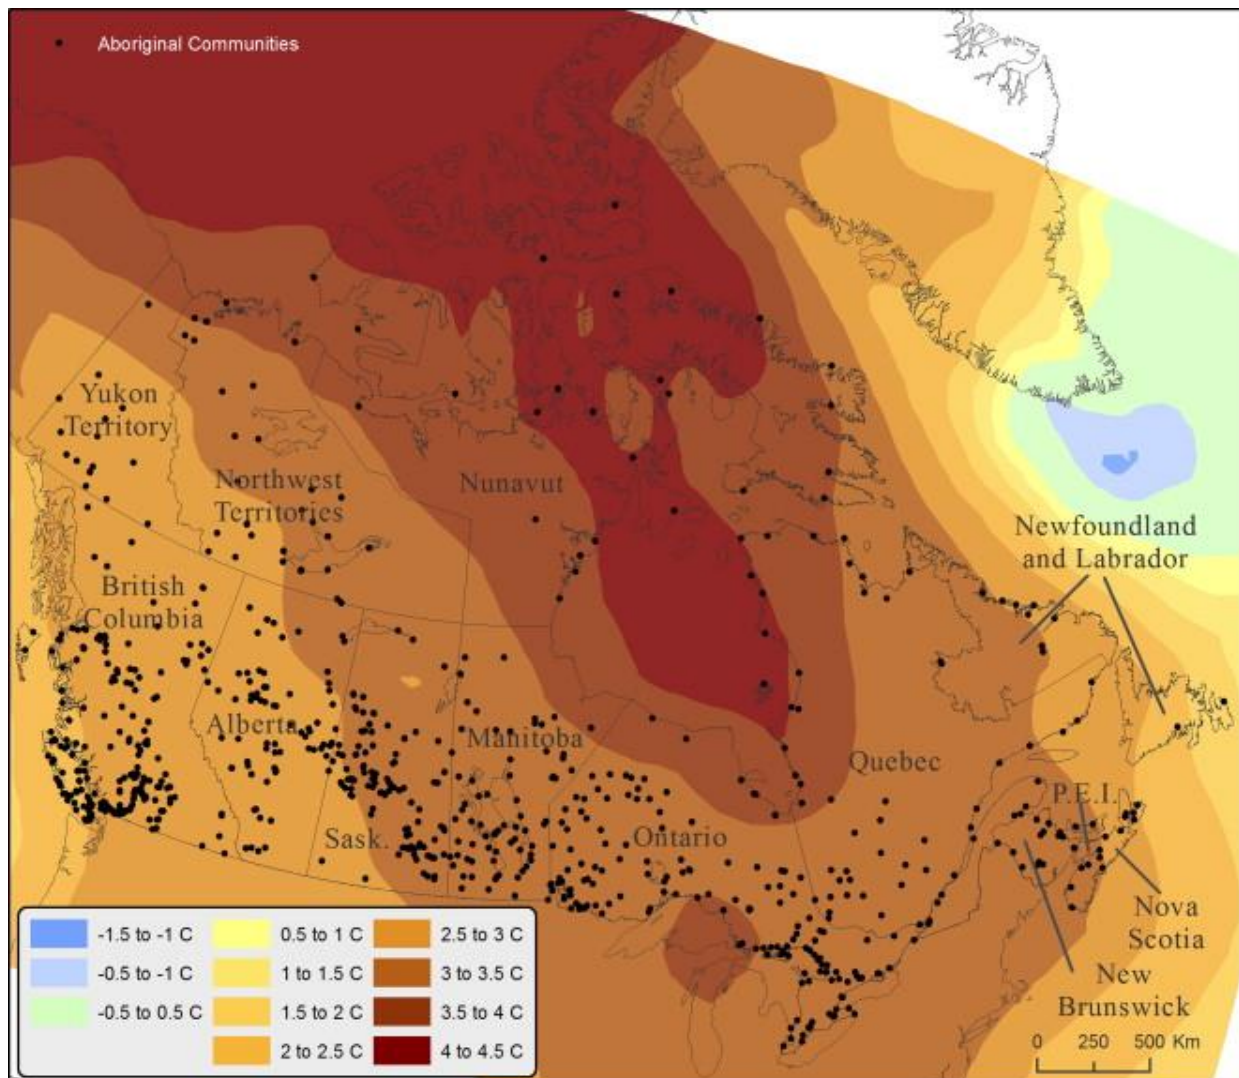 Aboriginal Communities
Yukon
Territory
Northwest
Territories
Nunavut
British
Columbia
Alberta
Sask.
Manitoba
Ontario
Quebec
Newfoundland
and Labrador
P.E.I.
Nova
Scotia
New
Brunswick
-1.5 to -1 C
-0.5 to -1 C
-0.5 to 0.5 C
0.5 to 1 C
1 to 1.5 C
1.5 to 2 C
2 to 2.5 C
2.5 to 3 C
3 to 3.5 C
3.5 to 4 C
4 to 4.5 C
0 250 500 Km